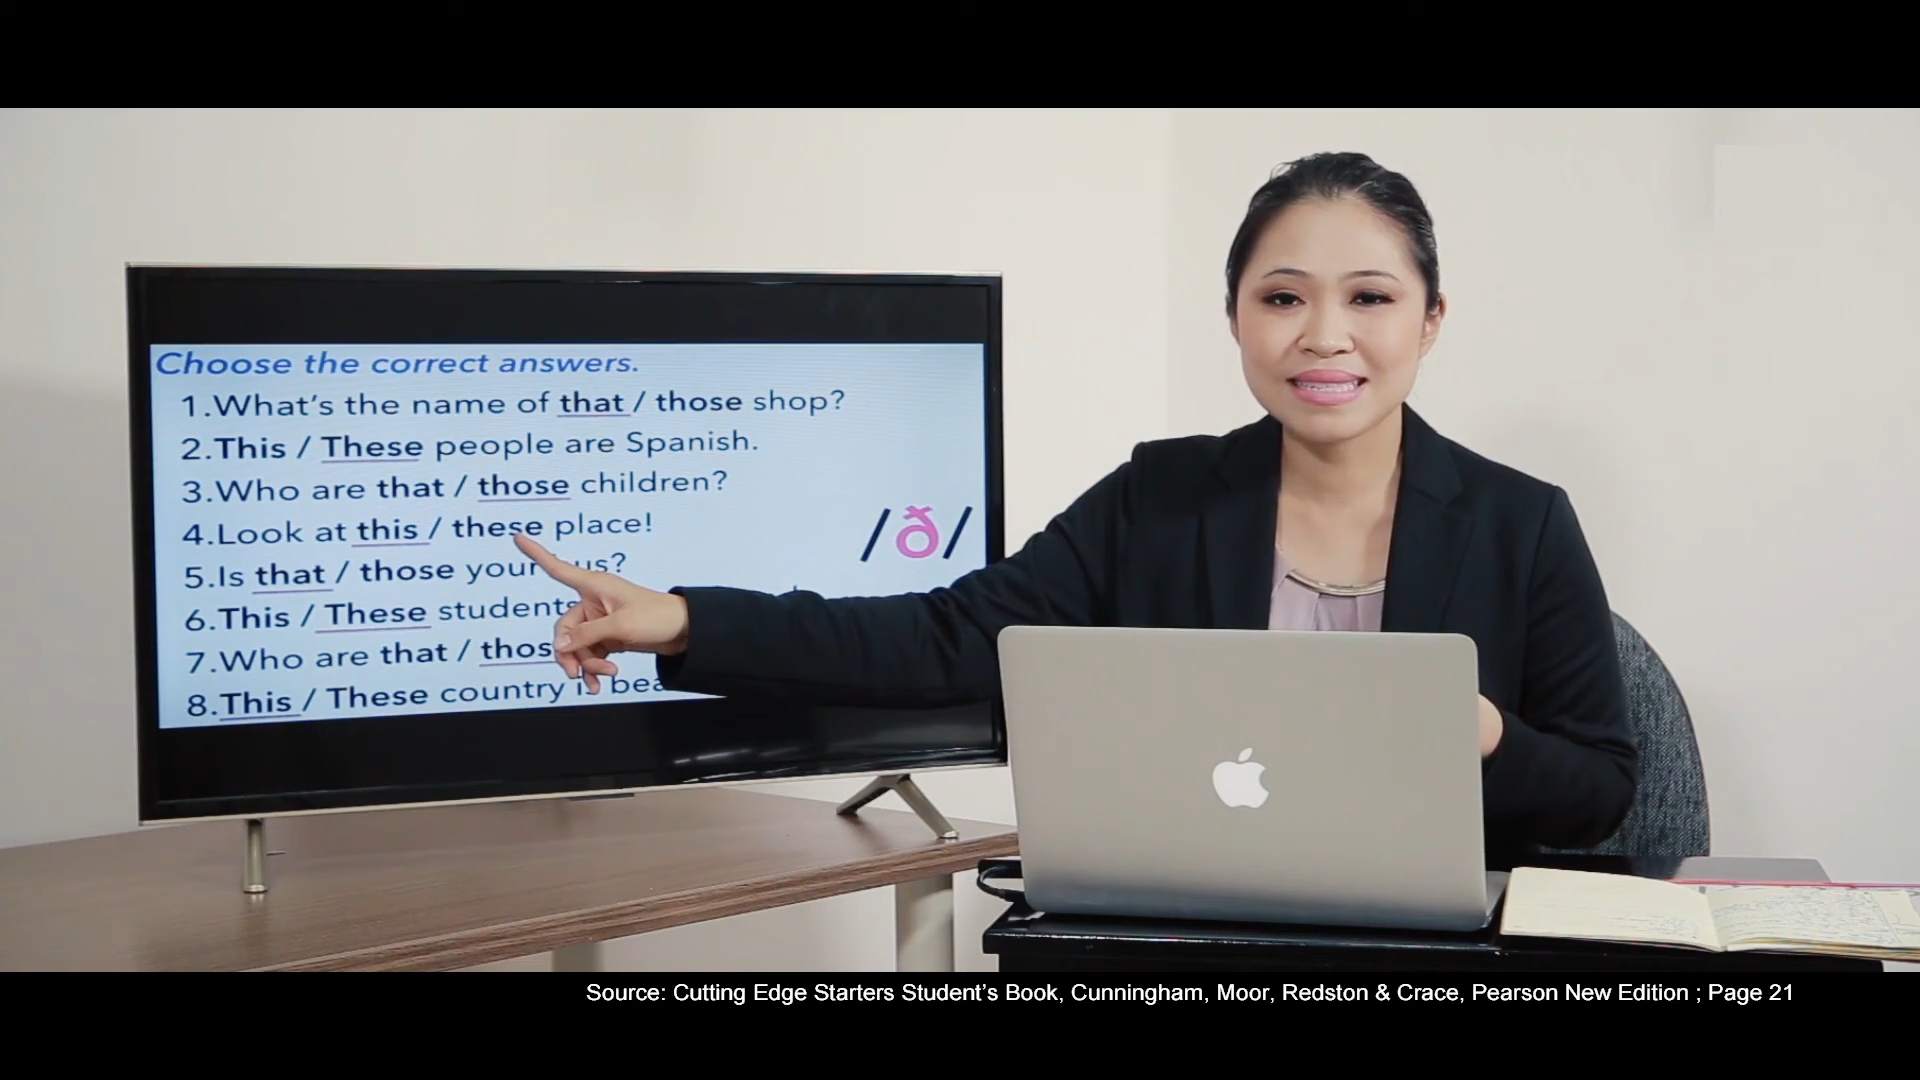 Choose the correct answers.
1.What's the name of that / those shop?
2.This / These people are Spanish.
3.Who are that / those children?
4.Look at this / these place!
/ð/
5.Is that / those your
6.This / These students
7.Who are that / those
8.This / These country is
Source: Cutting Edge Starters Student’s Book, Cunningham, Moor, Redston & Crace, Pearson New Edition ; Page 21